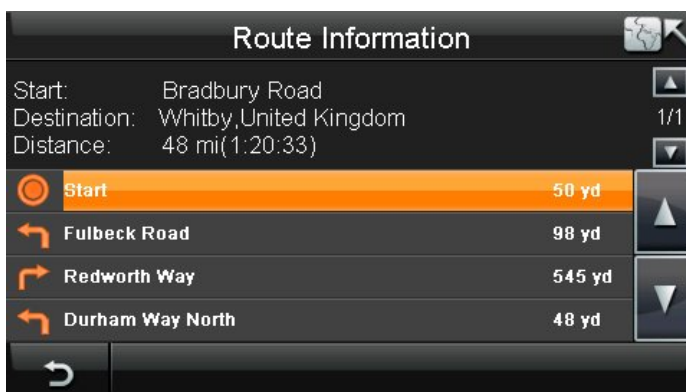 Route Information
Start: Bradbury Road
Destination: Whitby,United Kingdom
Distance: 48 mi(1:20:33)
1/1
Start 50 yd
Fulbeck Road 98 yd
Redworth Way 545 yd
Durham Way North 48 yd